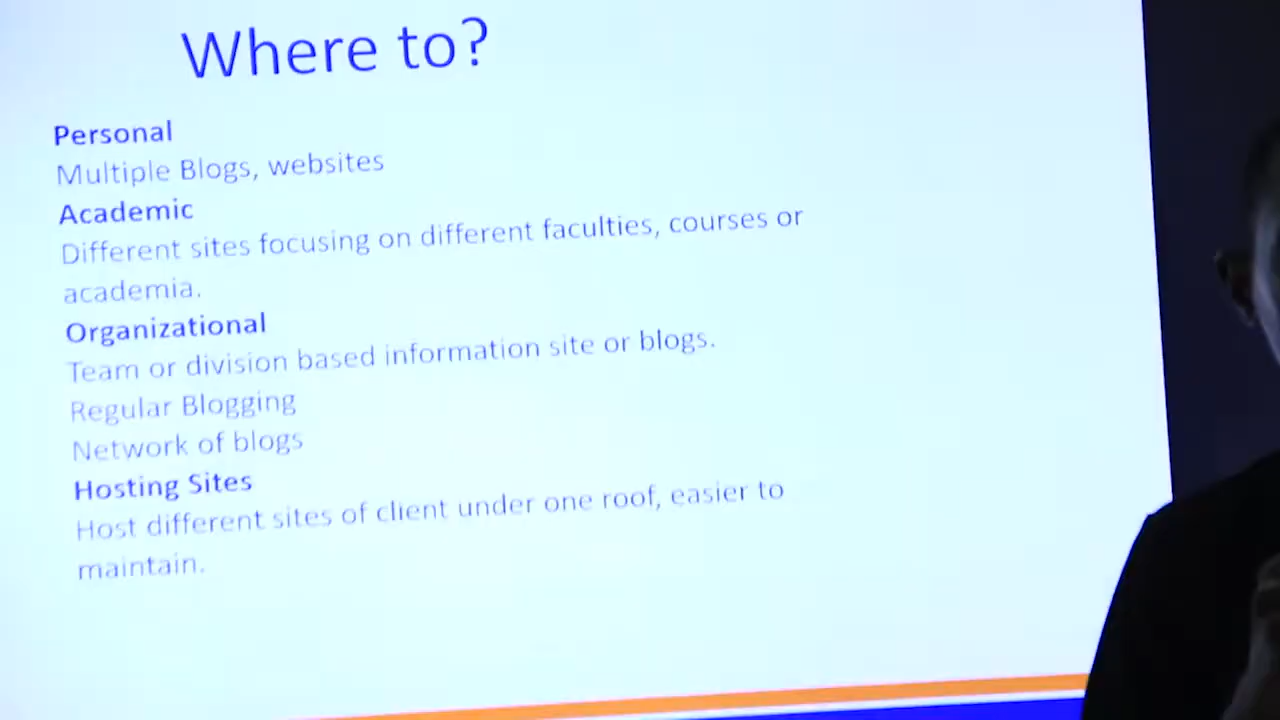 Where to?
Personal
Multiple Blogs, websites
Academic
Different sites focusing on different faculties, courses or
academia.
Organizational
Team or division based information site or blogs.
Regular Blogging
Network of blogs
Hosting Sites
Host different sites of client under one roof, easier to
maintain.